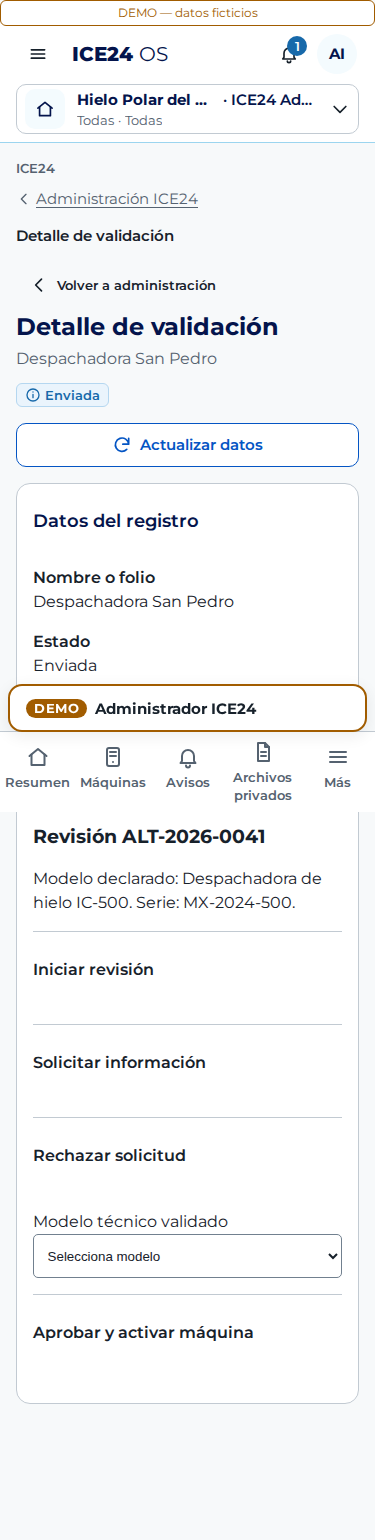 DEMO — datos ficticios
ICE24 OS
1
AI
Hielo Polar del ... · ICE24 Ad...
Todas · Todas
ICE24
Administración ICE24
Detalle de validación
Volver a administración
Detalle de validación
Despachadora San Pedro
Enviada
Actualizar datos
Datos del registro
Nombre o folio
Despachadora San Pedro
Estado
Enviada
DEMO Administrador ICE24
Resumen
Máquinas
Avisos
Archivos privados
Más
Revisión ALT-2026-0041
Modelo declarado: Despachadora de
hielo IC-500. Serie: MX-2024-500.
Iniciar revisión
Solicitar información
Rechazar solicitud
Modelo técnico validado
Selecciona modelo
Aprobar y activar máquina